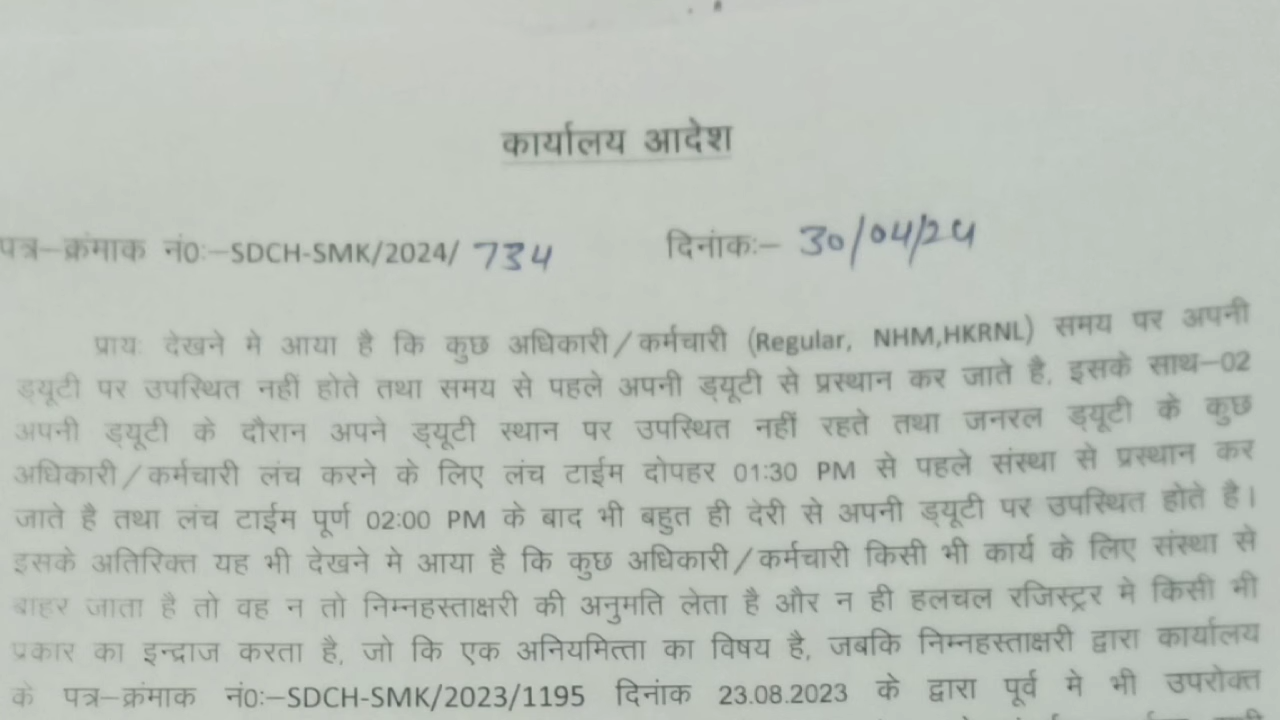 कार्यालय आदेश
पत्र–क्रंमाक नं0:–SDCH-SMK/2024/ 734 दिनांक:– 30/04/24
प्रायः देखने मे आया है कि कुछ अधिकारी/कर्मचारी (Regular, NHM,HKRNL) समय पर अपनी
ड्यूटी पर उपस्थित नहीं होते तथा समय से पहले अपनी ड्यूटी से प्रस्थान कर जाते है, इसके साथ–02
अपनी ड्यूटी के दौरान अपने ड्यूटी स्थान पर उपस्थित नहीं रहते तथा जनरल ड्यूटी के कुछ
अधिकारी/कर्मचारी लंच करने के लिए लंच टाईम दोपहर 01:30 PM से पहले संस्था से प्रस्थान कर
जाते है तथा लंच टाईम पूर्ण 02:00 PM के बाद भी बहुत ही देरी से अपनी ड्यूटी पर उपस्थित होते है।
इसके अतिरिक्त यह भी देखने मे आया है कि कुछ अधिकारी/कर्मचारी किसी भी कार्य के लिए संस्था से
बाहर जाता है तो वह न तो निम्नहस्ताक्षरी की अनुमति लेता है और न ही हलचल रजिस्ट्रर मे किसी भी
प्रकार का इन्द्राज करता है, जो कि एक अनियमित्ता का विषय है, जबकि निम्नहस्ताक्षरी द्वारा कार्यालय
के पत्र–क्रंमाक नं0:–SDCH-SMK/2023/1195 दिनांक 23.08.2023 के द्वारा पूर्व मे भी उपरोक्त